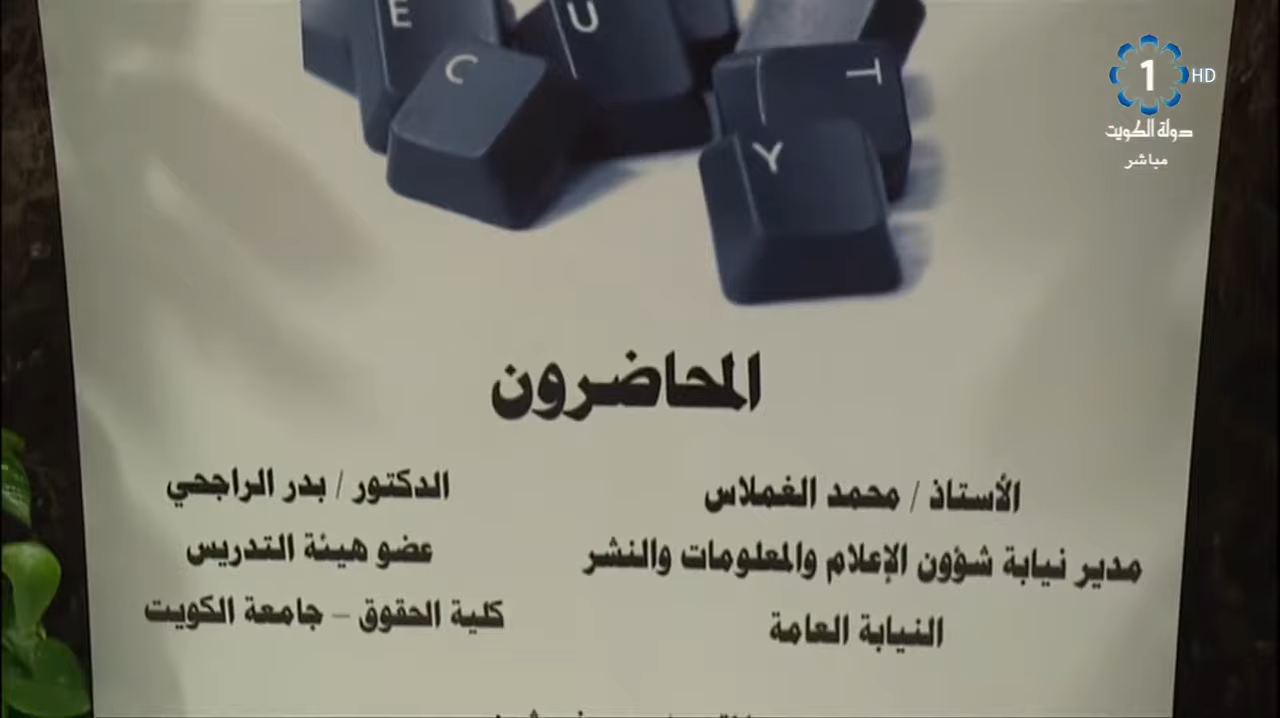 E
U
C
T
Y
1 HD
دولة الكويت
مباشر
المحاضرون
الأستاذ / محمد الغملاس
مدير نيابة شؤون الإعلام والمعلومات والنشر
النيابة العامة
الدكتور / بدر الراجحي
عضو هيئة التدريس
كلية الحقوق – جامعة الكويت